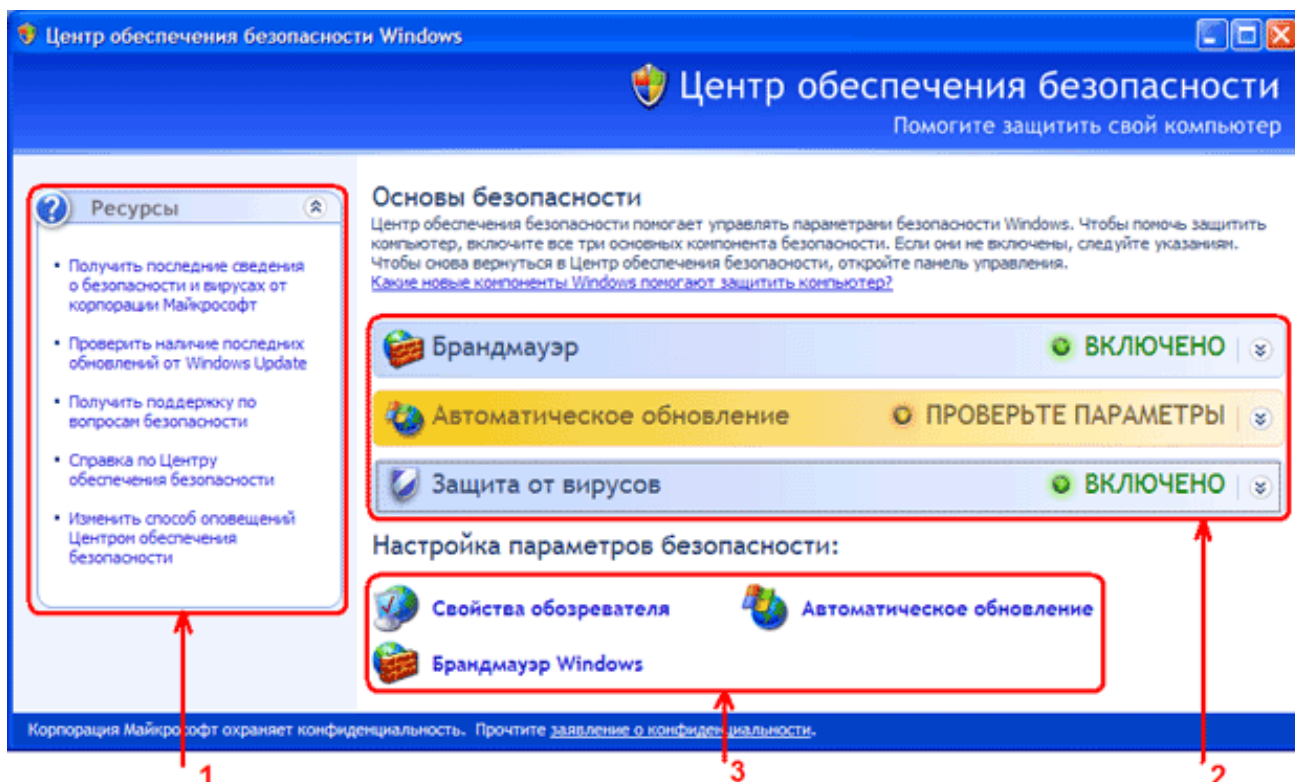 Центр обеспечения безопасности Windows
Центр обеспечения безопасности
Помогите защитить свой компьютер
Ресурсы
Получить последние сведения
о безопасности и вирусах от
корпорации Майкрософт
Проверить наличие последних
обновлений от Windows Update
Получить поддержку по
вопросам безопасности
Справка по Центру
обеспечения безопасности
Изменить способ оповещений
Центром обеспечения
безопасности
Основы безопасности
Центр обеспечения безопасности помогает управлять параметрами безопасности Windows. Чтобы помочь защитить
компьютер, включите все три основных компонента безопасности. Если они не включены, следуйте указаниям.
Чтобы снова вернуться в Центр обеспечения безопасности, откройте панель управления.
Какие новые компоненты Windows помогают защитить компьютер?
Брандмауэр ВКЛЮЧЕНО
Автоматическое обновление ПРОВЕРЬТЕ ПАРАМЕТРЫ
Защита от вирусов ВКЛЮЧЕНО
Настройка параметров безопасности:
Свойства обозревателя Автоматическое обновление
Брандмауэр Windows
Корпорация Майкрософт охраняет конфиденциальность. Прочтите заявление о конфиденциальности.
1 3 2